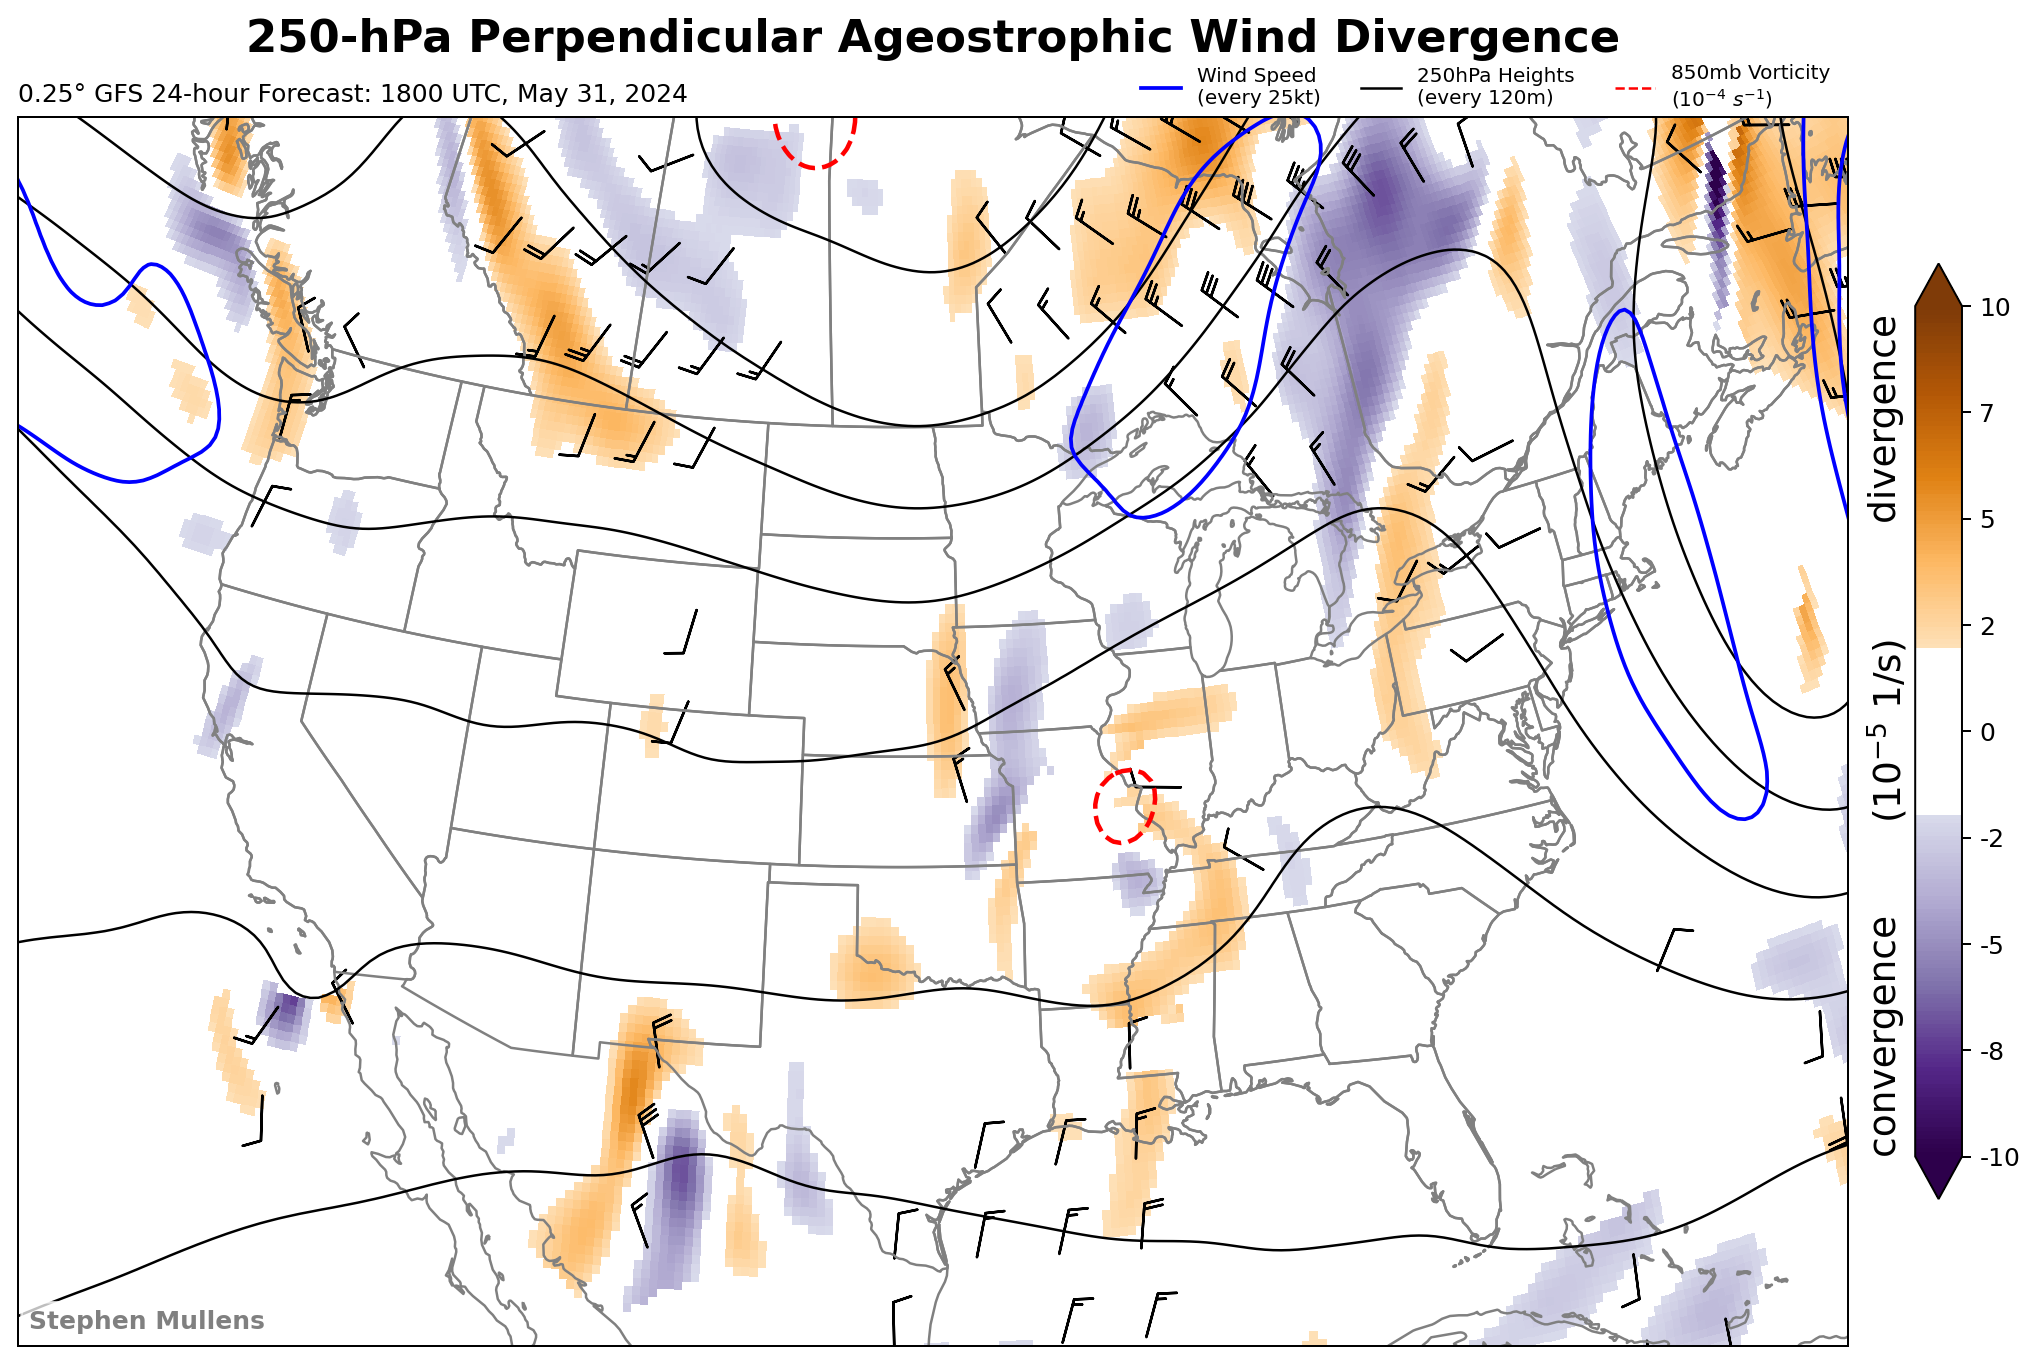 250-hPa Perpendicular Ageostrophic Wind Divergence
0.25° GFS 24-hour Forecast: 1800 UTC, May 31, 2024
Wind Speed
(every 25kt)
250hPa Heights
(every 120m)
850mb Vorticity
(10⁻⁴ s⁻¹)
10
7
5
2
0
-2
-5
-8
-10
convergence (10⁻⁵ 1/s) divergence
Stephen Mullens